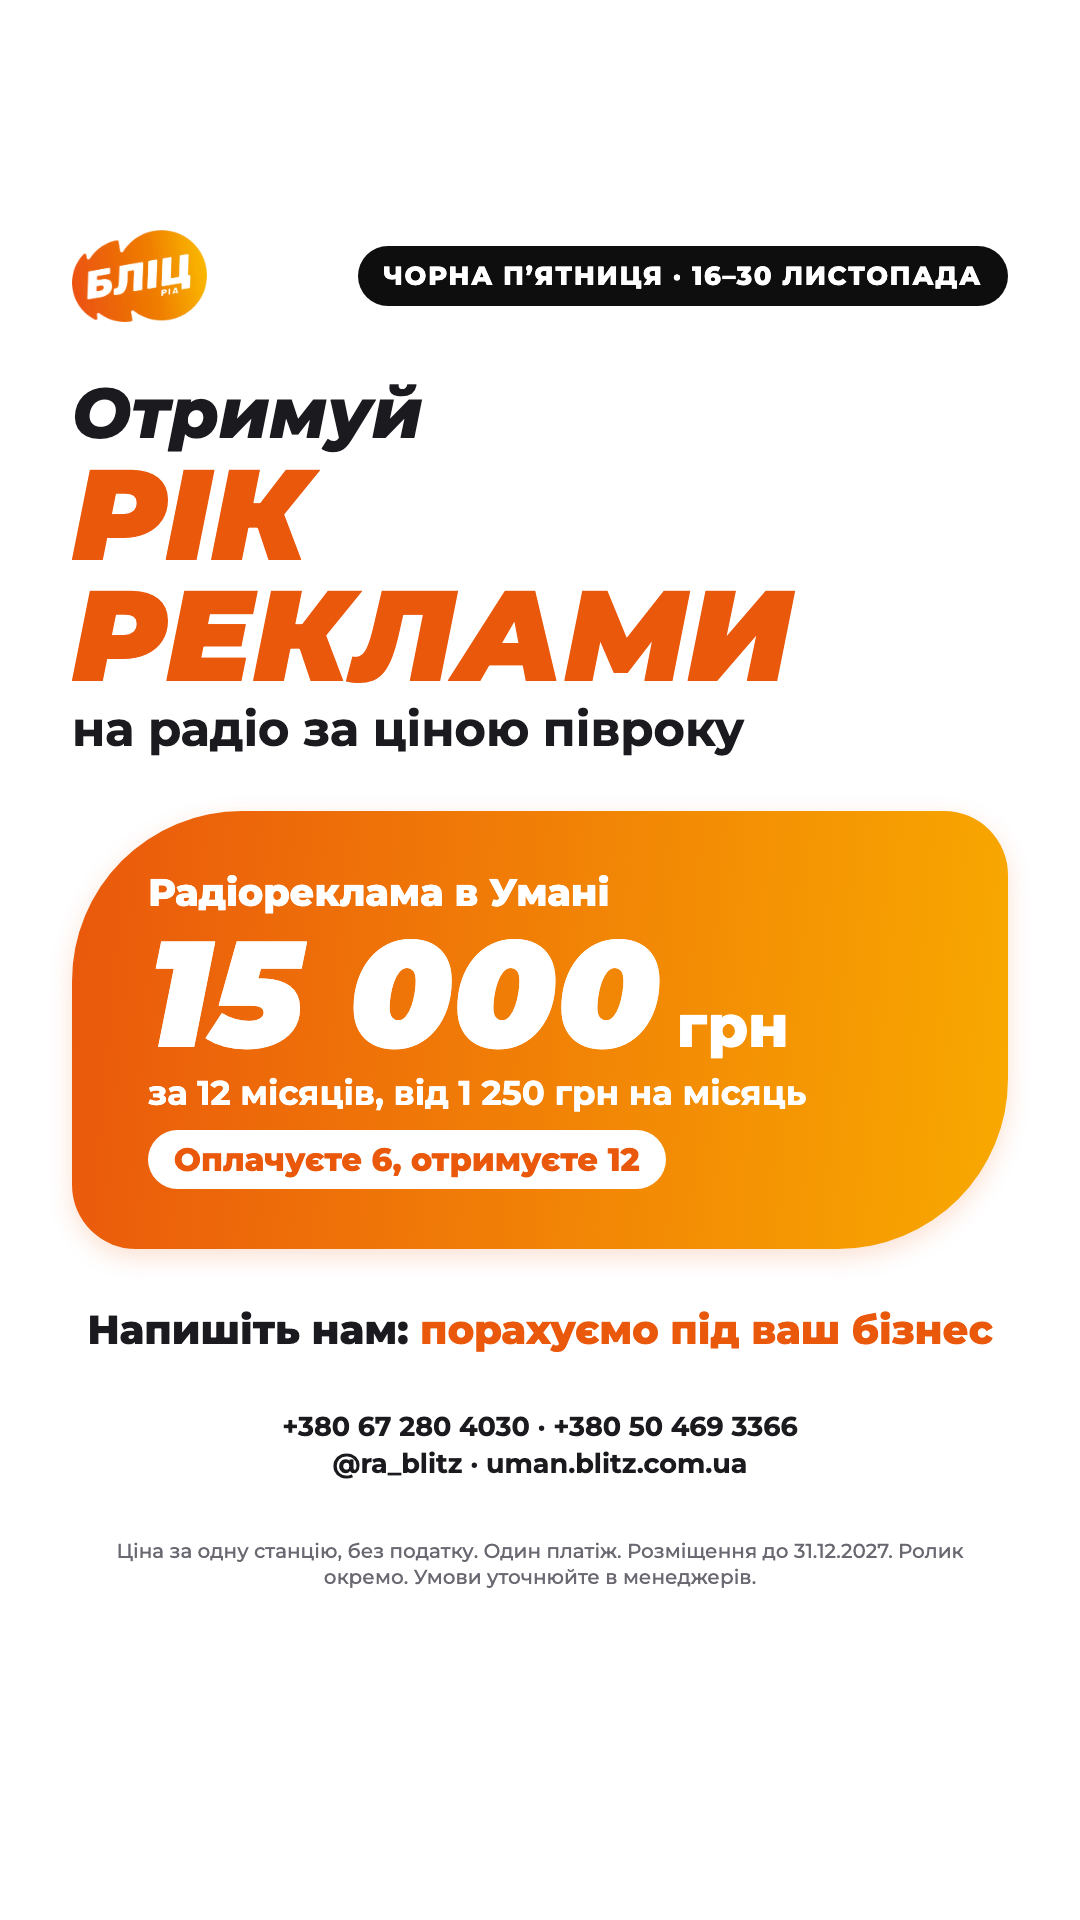 БЛІЦ
РІА
ЧОРНА П’ЯТНИЦЯ · 16–30 ЛИСТОПАДА
Отримуй
РІК
РЕКЛАМИ
на радіо за ціною півроку
Радіореклама в Умані
15 000 грн
за 12 місяців, від 1 250 грн на місяць
Оплачуєте 6, отримуєте 12
Напишіть нам: порахуємо під ваш бізнес
+380 67 280 4030 · +380 50 469 3366
@ra_blitz · uman.blitz.com.ua
Ціна за одну станцію, без податку. Один платіж. Розміщення до 31.12.2027. Ролик
окремо. Умови уточнюйте в менеджерів.